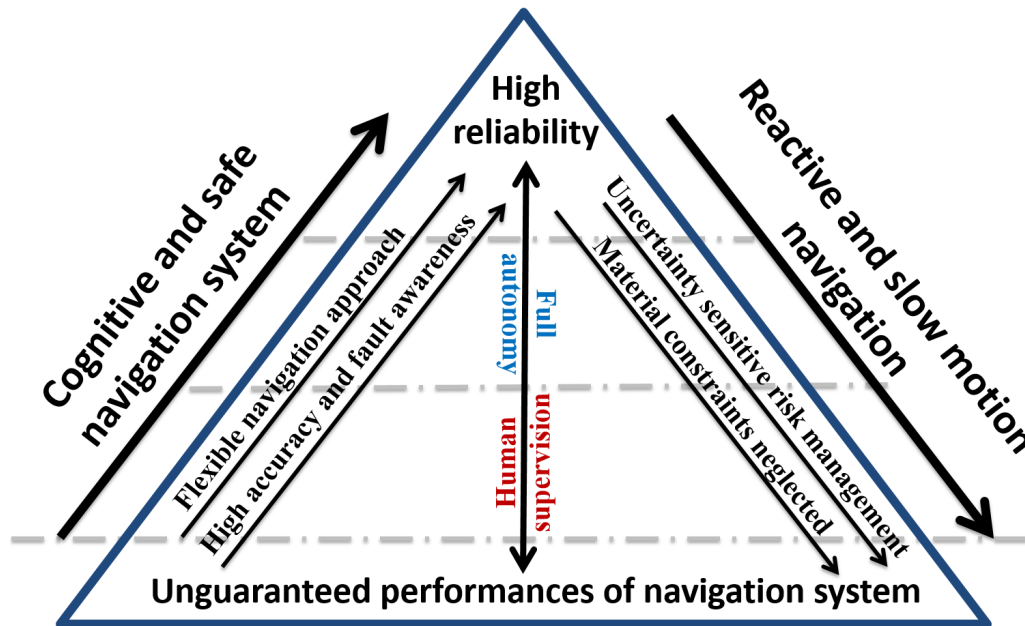 High
reliability
Cognitive and safe
navigation system
Flexible navigation approach
High accuracy and fault awareness
Full
autonomy
Human
supervision
Uncertainty sensitive risk management
Material constraints neglected
Reactive and slow motion
navigation
Unguaranteed performances of navigation system